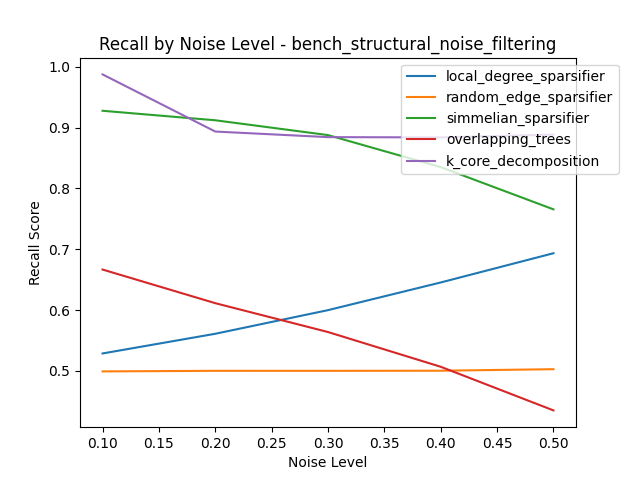 Recall by Noise Level - bench_structural_noise_filtering
local_degree_sparsifier
random_edge_sparsifier
simmelian_sparsifier
overlapping_trees
k_core_decomposition
Recall Score
1.0
0.9
0.8
0.7
0.6
0.5
0.10
0.15
0.20
0.25
0.30
0.35
0.40
0.45
0.50
Noise Level